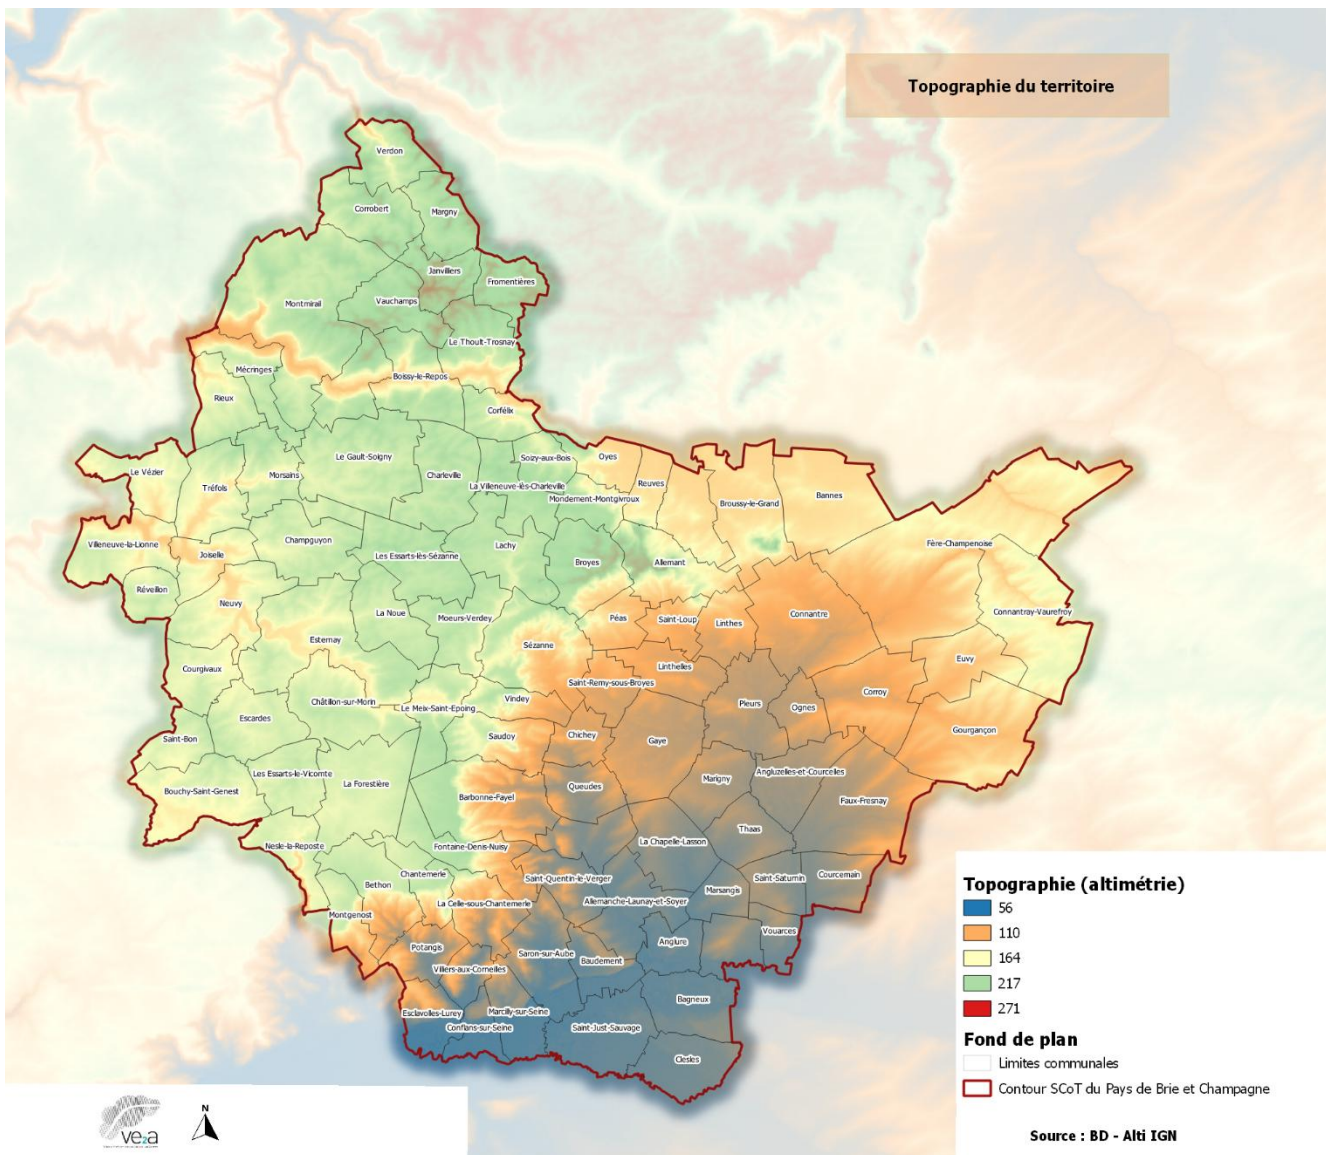 Topographie du territoire
Verdon
Corrobert
Margny
Janvilliers
Fromentières
Vauchamps
Montmirail
Le Thoult-Trosnay
Mécringes
Boissy-le-Repos
Rieux
Corfélix
Le Gault-Soigny
Soizy-aux-Bois
Oyes
Le Vézier
Morsains
Charleville
Reuves
Tréfols
La Villeneuve-lès-Charleville
Mondement-Montgivroux
Broussy-le-Grand
Bannes
Villeneuve-la-Lionne
Champguyon
Lachy
Fère-Champenoise
Joiselle
Les Essarts-lès-Sézanne
Broyes
Allemant
Réveillon
Neuvy
La Noue
Moeurs-Verdey
Péas
Saint-Loup
Linthes
Connantre
Connantray-Vaurefroy
Esternay
Sézanne
Courgivaux
Linthelles
Euvy
Saint-Remy-sous-Broyes
Châtillon-sur-Morin
Le Meix-Saint-Epoing
Vindey
Pleurs
Ognes
Corroy
Escardes
Saint-Bon
Saudoy
Chichey
Gaye
Gourgançon
Les Essarts-le-Vicomte
La Forestière
Marigny
Angluzelles-et-Courcelles
Bouchy-Saint-Genest
Barbonne-Fayel
Queudes
Faux-Fresnay
Thaas
Nesle-la-Reposte
Fontaine-Denis-Nuisy
La Chapelle-Lasson
Bethon
Chantemerle
Saint-Quentin-le-Verger
Saint-Saturnin
Courcemain
Marsangis
La Celle-sous-Chantemerle
Allemanche-Launay-et-Soyer
Montgenost
Vouarces
Potangis
Saron-sur-Aube
Anglure
Baudement
Villiers-aux-Corneilles
Bagneux
Esclavolles-Lurey
Marcilly-sur-Seine
Conflans-sur-Seine
Saint-Just-Sauvage
Clesles
Topographie (altimétrie)
56
110
164
217
271
Fond de plan
Limites communales
Contour SCoT du Pays de Brie et Champagne
Source : BD - Alti IGN
ve2a
N